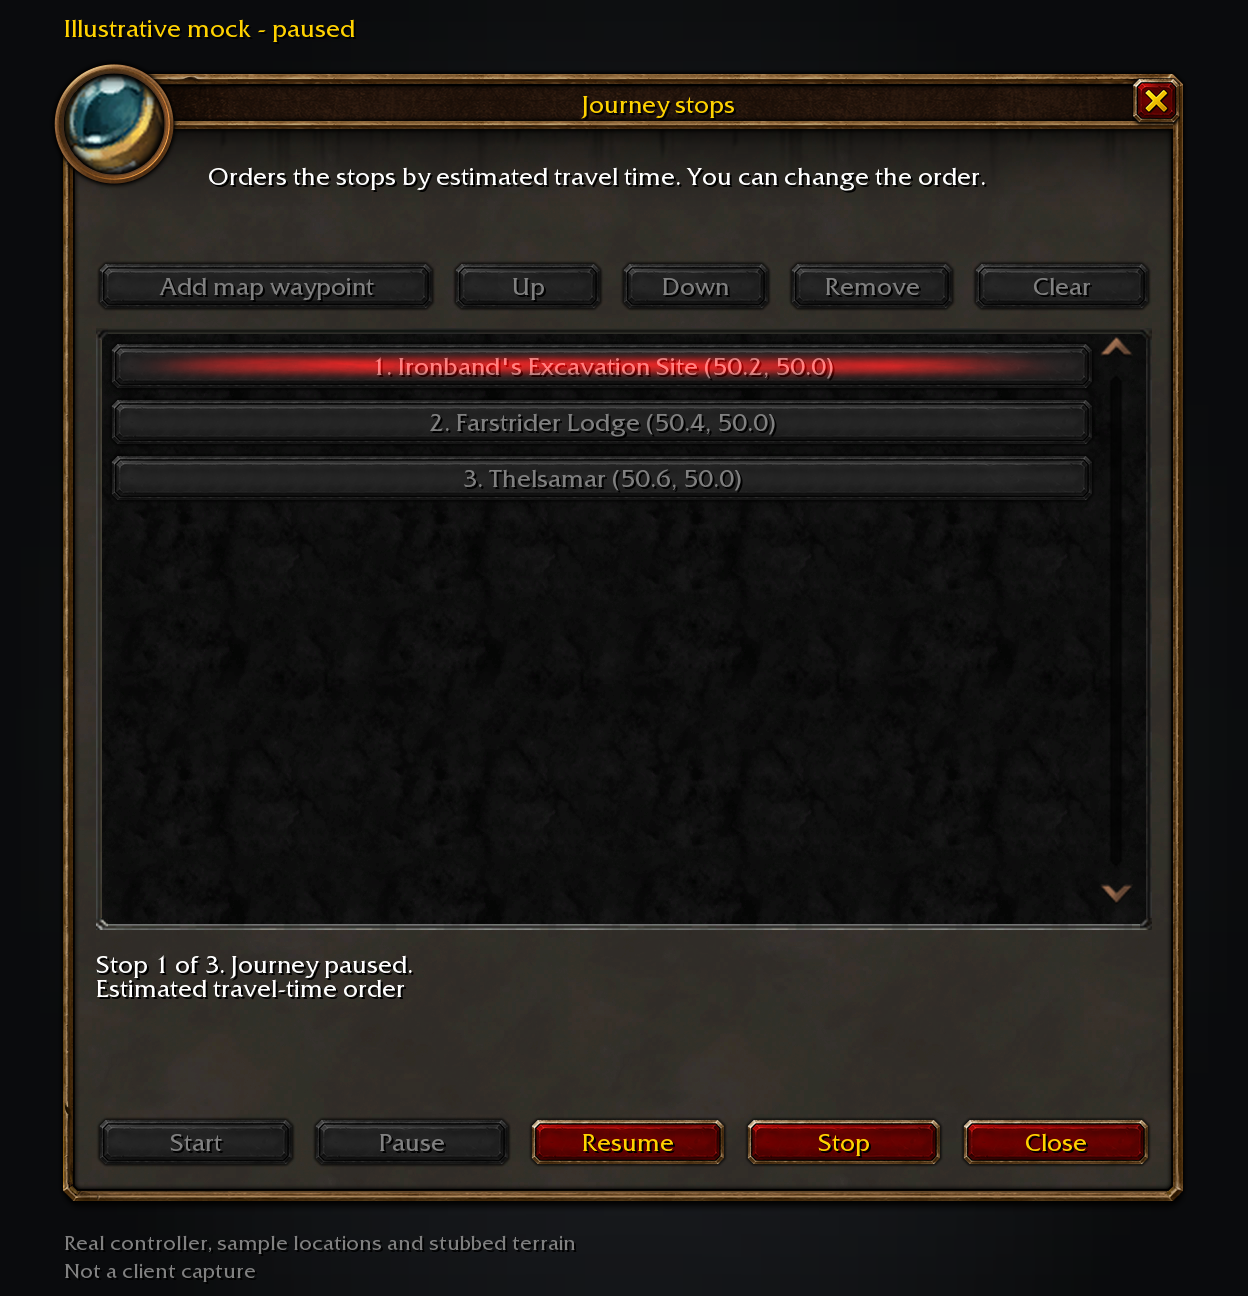 Illustrative mock - paused
Journey stops
Orders the stops by estimated travel time. You can change the order.
Add map waypoint
Up
Down
Remove
Clear
1. Ironband's Excavation Site (50.2, 50.0)
2. Farstrider Lodge (50.4, 50.0)
3. Thelsamar (50.6, 50.0)
Stop 1 of 3. Journey paused.
Estimated travel-time order
Start
Pause
Resume
Stop
Close
Real controller, sample locations and stubbed terrain
Not a client capture